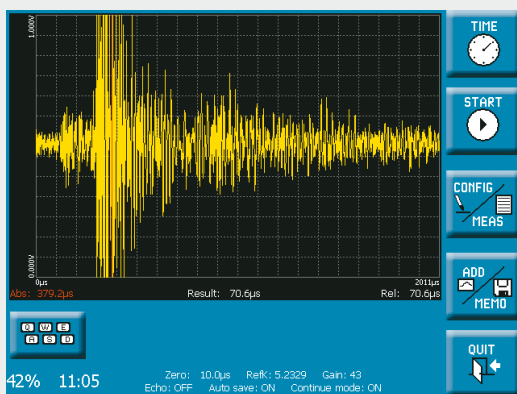 1.000V
0.000V
0µs
2011µs
Abs: 379.2µs
Result: 70.6µs
Rel: 70.6µs
TIME
START
CONFIG
MEAS
ADD
MEMO
QUIT
Q W E
A S D
42%
11:05
Zero: 10.0µs RefK: 5.2329 Gain: 43
Echo: OFF Auto save: ON Continue mode: ON